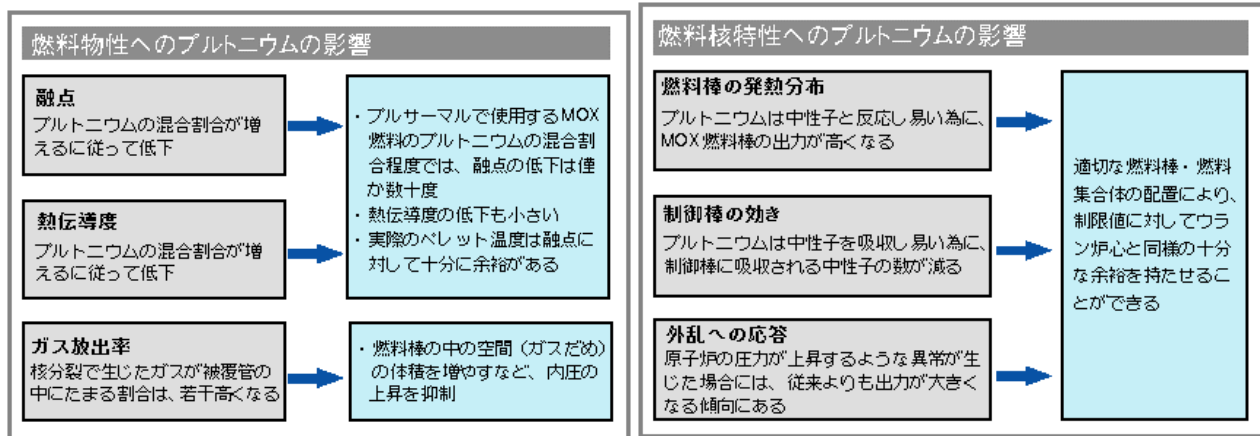 燃料物性へのプルトニウムの影響
融点
プルトニウムの混合割合が増
えるに従って低下
熱伝導度
プルトニウムの混合割合が増
えるに従って低下
・プルサーマルで使用するMOX
燃料のプルトニウムの混合割
合程度では、融点の低下は僅
か数十度
・熱伝導度の低下も小さい
・実際のペレット温度は融点に
対して十分に余裕がある
ガス放出率
核分裂で生じたガスが被覆管の
中にたまる割合は、若干高くなる
・燃料棒の中の空間（ガスだめ）
の体積を増やすなど、内圧の
上昇を抑制
燃料核特性へのプルトニウムの影響
燃料棒の発熱分布
プルトニウムは中性子と反応し易い為に、
MOX燃料棒の出力が高くなる
制御棒の効き
プルトニウムは中性子を吸収し易い為に、
制御棒に吸収される中性子の数が減る
外乱への応答
原子炉の圧力が上昇するような異常が生
じた場合には、従来よりも出力が大きく
なる傾向にある
適切な燃料棒・燃料
集合体の配置により、
制限値に対してウラ
ン炉心と同様の十分
な余裕を持たせるこ
とができる